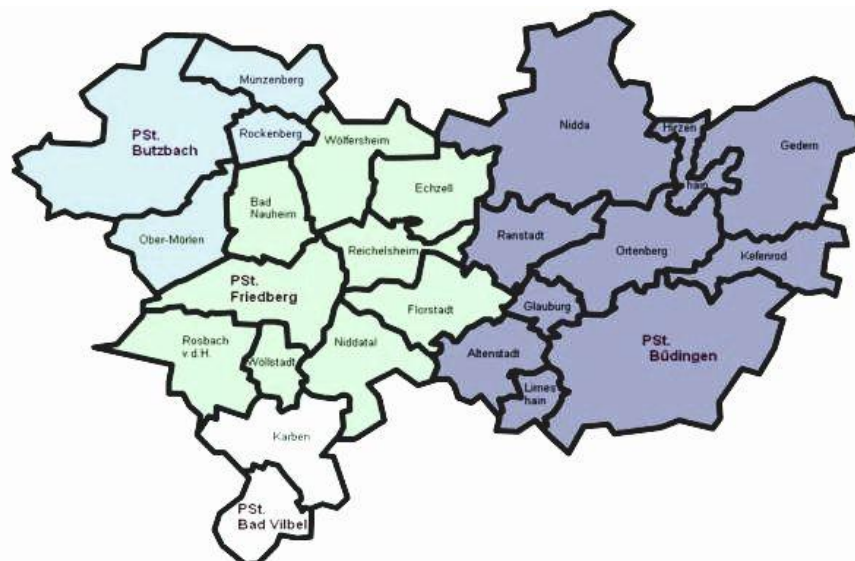 Münzenberg
PSt.
Butzbach
Rockenberg
Wölfersheim
Nidda
Hirzen
hain
Gedern
Bad
Nauheim
Echzell
Ober-Mörlen
Reichelsheim
Ranstadt
Ortenberg
Kefenrod
PSt.
Friedberg
Florstadt
Glauburg
Rosbach
v.d.H.
Wöllstadt
Niddatal
Altenstadt
PSt.
Büdingen
Limes
hain
Karben
PSt.
Bad Vilbel